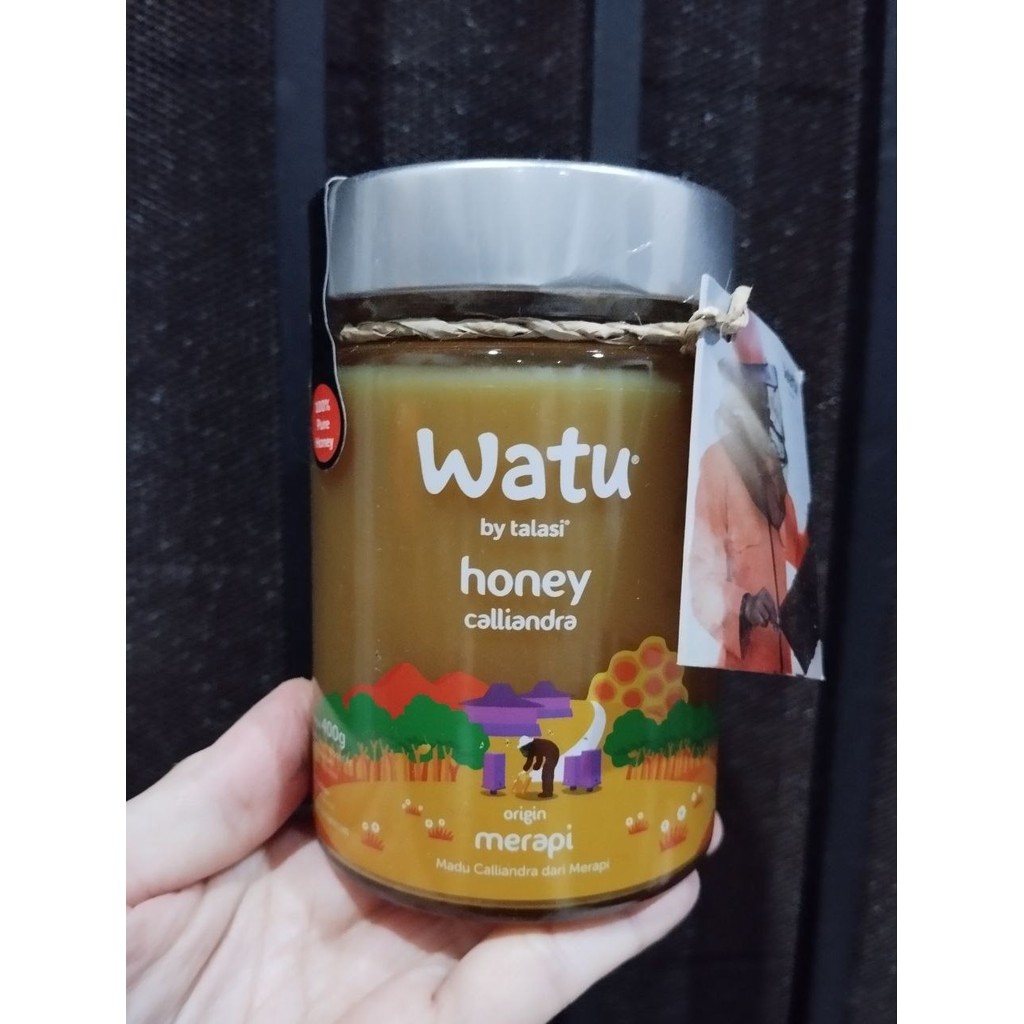 100%
Pure
Honey
Watu®
by talasi®
honey
calliandra
400g
origin
merapi
Madu Calliandra dari Merapi